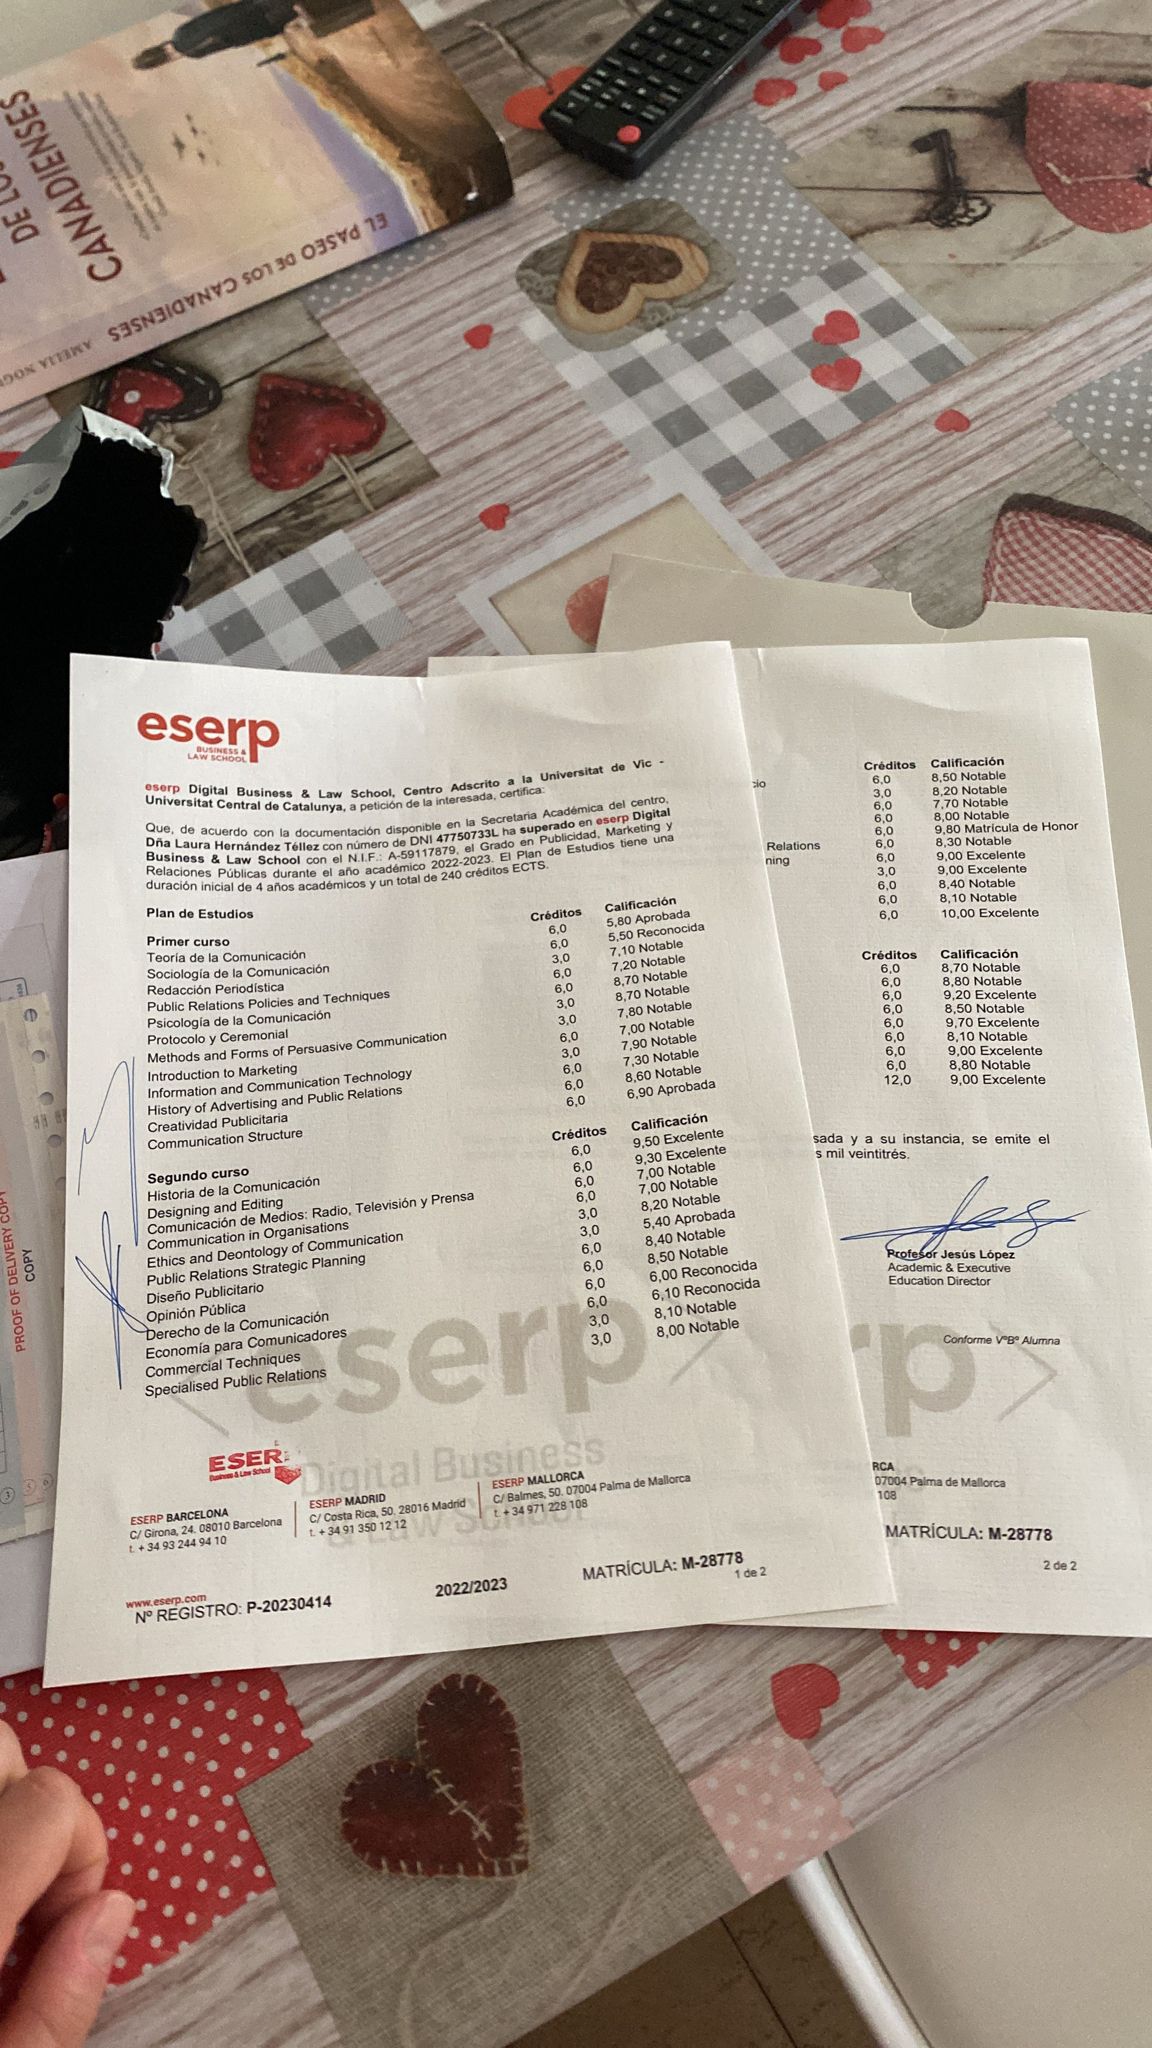 DE LOS
CANADIENSES
EL PASEO DE LOS CANADIENSES AMELIA
PROOF OF DELIVERY COPY
COPY
eserp
BUSINESS &
LAW SCHOOL
eserp Digital Business & Law School, Centro Adscrito a la Universitat de Vic -
Universitat Central de Catalunya, a petición de la interesada, certifica:
Que, de acuerdo con la documentación disponible en la Secretaria Académica del centro,
Dña Laura Hernández Téllez con número de DNI 47750733L ha superado en eserp Digital
Business & Law School con el N.I.F.: A-59117879, el Grado en Publicidad, Marketing y
Relaciones Públicas durante el año académico 2022-2023. El Plan de Estudios tiene una
duración inicial de 4 años académicos y un total de 240 créditos ECTS.
Plan de Estudios
Primer curso Créditos Calificación
Teoría de la Comunicación 6,0 5,80 Aprobada
Sociología de la Comunicación 6,0 5,50 Reconocida
Redacción Periodística 3,0 7,10 Notable
Public Relations Policies and Techniques 6,0 7,20 Notable
Psicología de la Comunicación 6,0 8,70 Notable
Protocolo y Ceremonial 3,0 8,70 Notable
Methods and Forms of Persuasive Communication 3,0 7,80 Notable
Introduction to Marketing 6,0 7,00 Notable
Information and Communication Technology 3,0 7,90 Notable
History of Advertising and Public Relations 6,0 7,30 Notable
Creatividad Publicitaria 6,0 8,60 Notable
Communication Structure 6,0 6,90 Aprobada
Segundo curso Créditos Calificación
Historia de la Comunicación 6,0 9,50 Excelente
Designing and Editing 6,0 9,30 Excelente
Comunicación de Medios: Radio, Televisión y Prensa 6,0 7,00 Notable
Communication in Organisations 6,0 7,00 Notable
Ethics and Deontology of Communication 3,0 8,20 Notable
Public Relations Strategic Planning 3,0 5,40 Aprobada
Diseño Publicitario 6,0 8,40 Notable
Opinión Pública 6,0 8,50 Notable
Derecho de la Comunicación 6,0 6,00 Reconocida
Economía para Comunicadores 6,0 6,10 Reconocida
Commercial Techniques 3,0 8,10 Notable
Specialised Public Relations 3,0 8,00 Notable
eserp
Digital Business
& Law School
ESERP
Business & Law School
ESERP BARCELONA
C/ Girona, 24. 08010 Barcelona
t. + 34 93 244 94 10
ESERP MADRID
C/ Costa Rica, 50. 28016 Madrid
t. + 34 91 350 12 12
ESERP MALLORCA
C/ Balmes, 50. 07004 Palma de Mallorca
t. + 34 971 228 108
www.eserp.com
Nº REGISTRO: P-20230414
2022/2023
MATRÍCULA: M-28778
1 de 2
Créditos Calificación
cio 6,0 8,50 Notable
3,0 8,20 Notable
6,0 7,70 Notable
6,0 8,00 Notable
6,0 9,80 Matrícula de Honor
Relations 6,0 8,30 Notable
ning 6,0 9,00 Excelente
3,0 9,00 Excelente
6,0 8,40 Notable
6,0 8,10 Notable
6,0 10,00 Excelente
Créditos Calificación
6,0 8,70 Notable
6,0 8,80 Notable
6,0 9,20 Excelente
6,0 8,50 Notable
6,0 9,70 Excelente
6,0 8,10 Notable
6,0 9,00 Excelente
6,0 8,80 Notable
12,0 9,00 Excelente
sada y a su instancia, se emite el
s mil veintitrés.
Profesor Jesús López
Academic & Executive
Education Director
Conforme VºBº Alumna
rp
RCA
07004 Palma de Mallorca
108
MATRÍCULA: M-28778
2 de 2